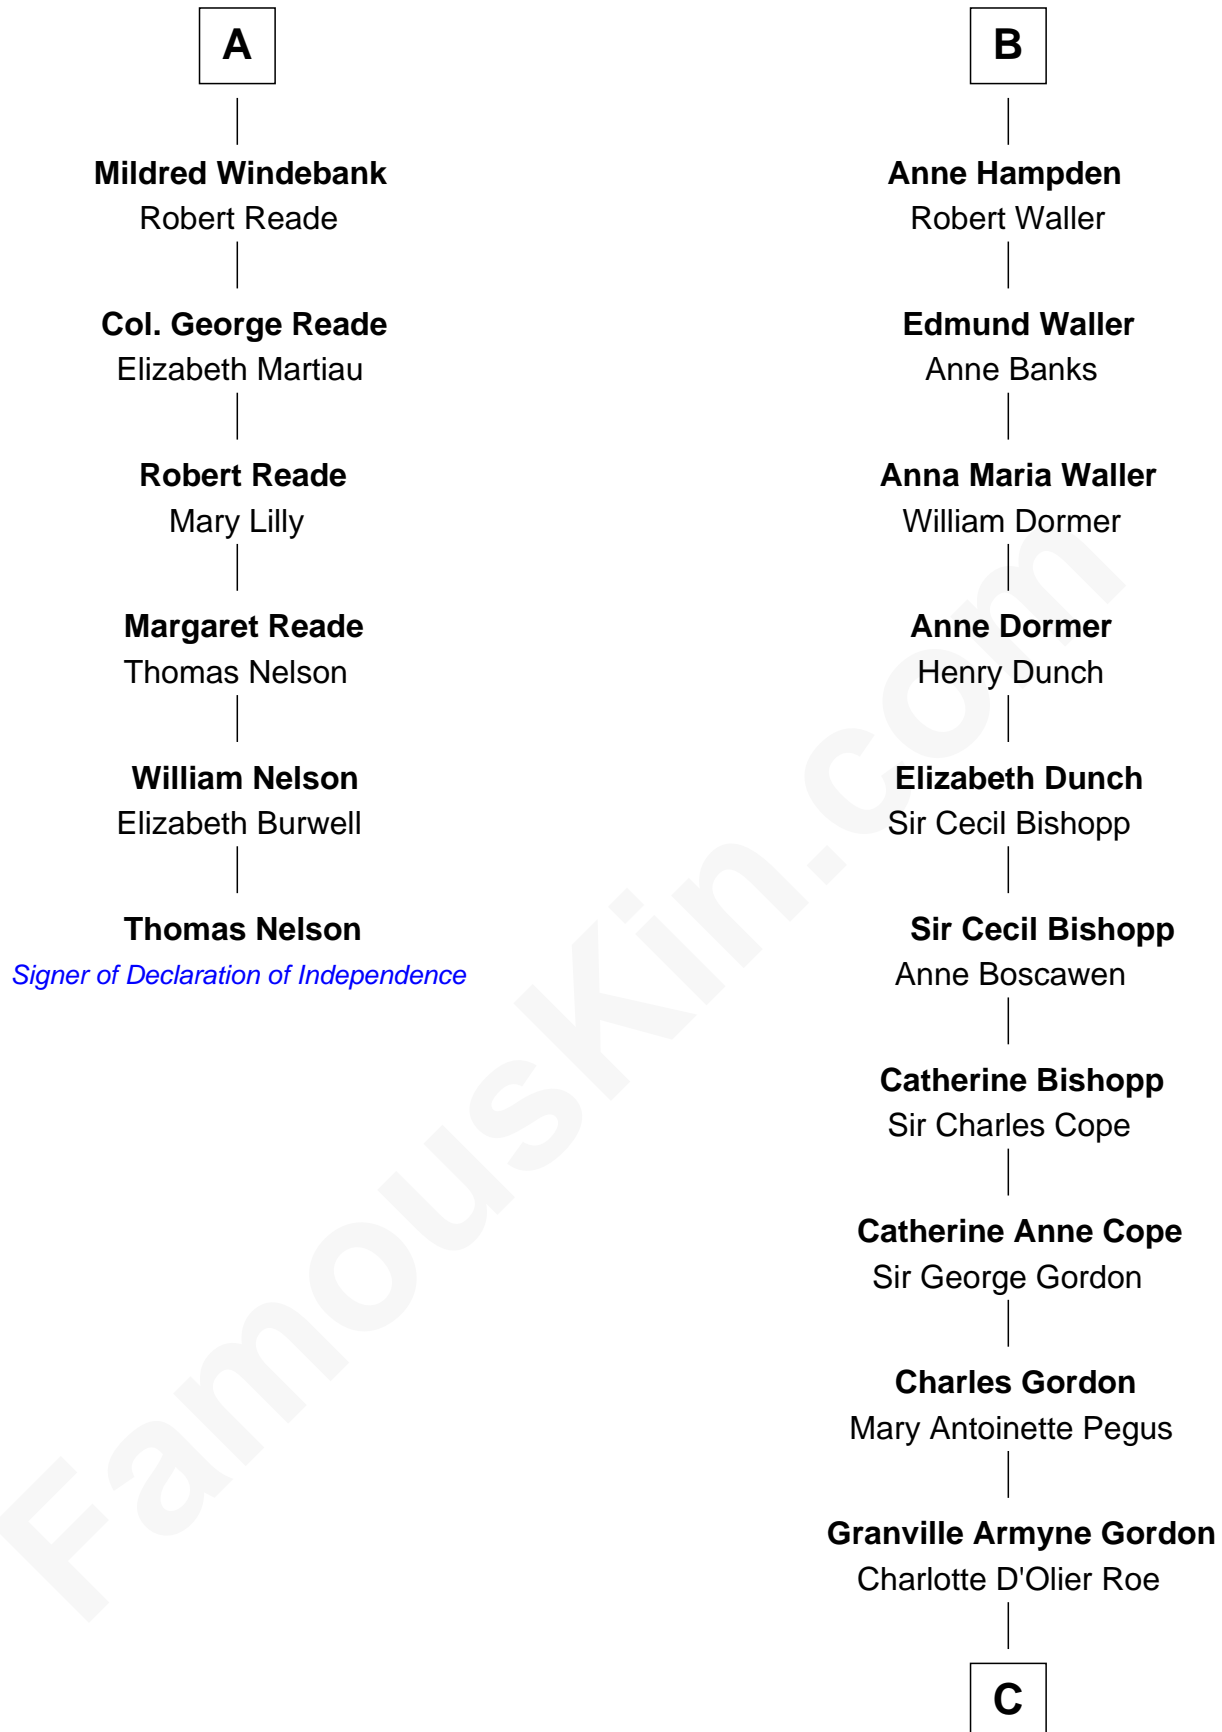 A
Mildred Windebank
Robert Reade
Col. George Reade
Elizabeth Martiau
Robert Reade
Mary Lilly
Margaret Reade
Thomas Nelson
William Nelson
Elizabeth Burwell
Thomas Nelson
Signer of Declaration of Independence
B
Anne Hampden
Robert Waller
Edmund Waller
Anne Banks
Anna Maria Waller
William Dormer
Anne Dormer
Henry Dunch
Elizabeth Dunch
Sir Cecil Bishopp
Sir Cecil Bishopp
Anne Boscawen
Catherine Bishopp
Sir Charles Cope
Catherine Anne Cope
Sir George Gordon
Charles Gordon
Mary Antoinette Pegus
Granville Armyne Gordon
Charlotte D'Olier Roe
C
FamousKin.com